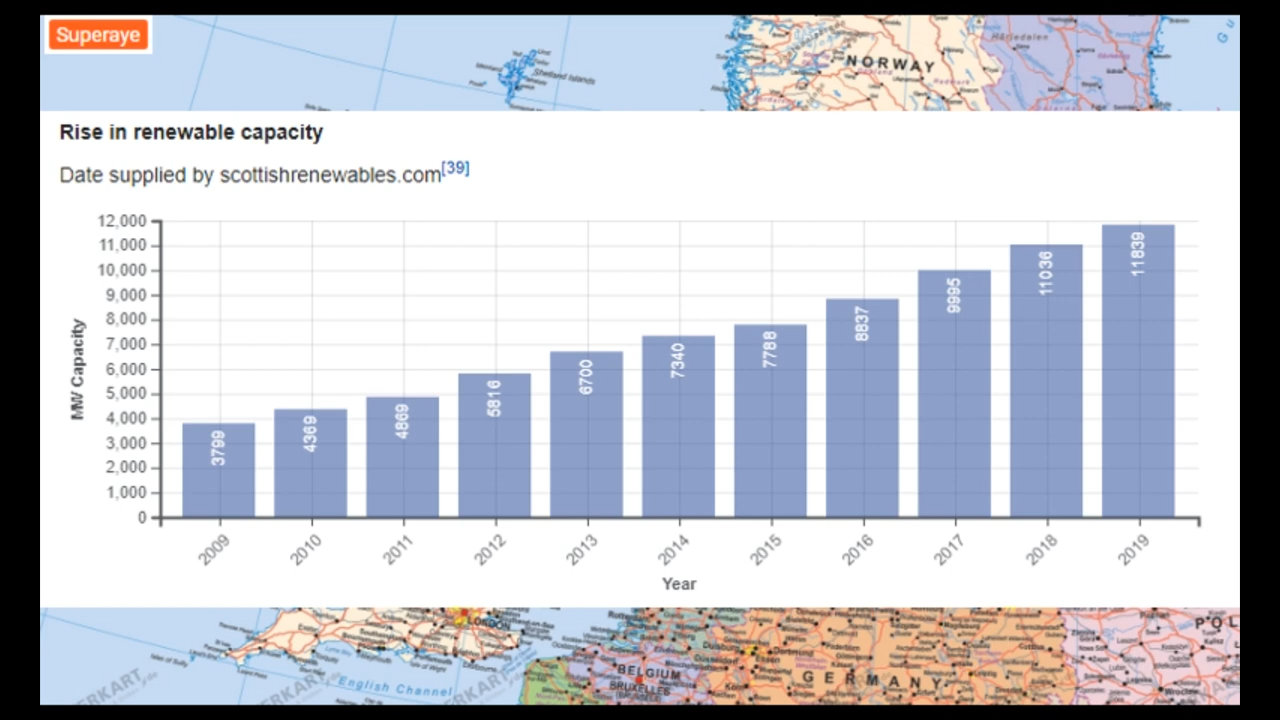 Superaye
Shetland Islands
NORWAY
Rise in renewable capacity
Date supplied by scottishrenewables.com[39]
12,000
11,000
10,000
9,000
8,000
7,000
6,000
5,000
4,000
3,000
2,000
1,000
0
MW Capacity
3799
4369
4869
5816
6700
7340
7788
8837
9995
11036
11839
2009
2010
2011
2012
2013
2014
2015
2016
2017
2018
2019
Year
LONDON
English Channel
BELGIUM
BRUXELLES
GERMANY
POL